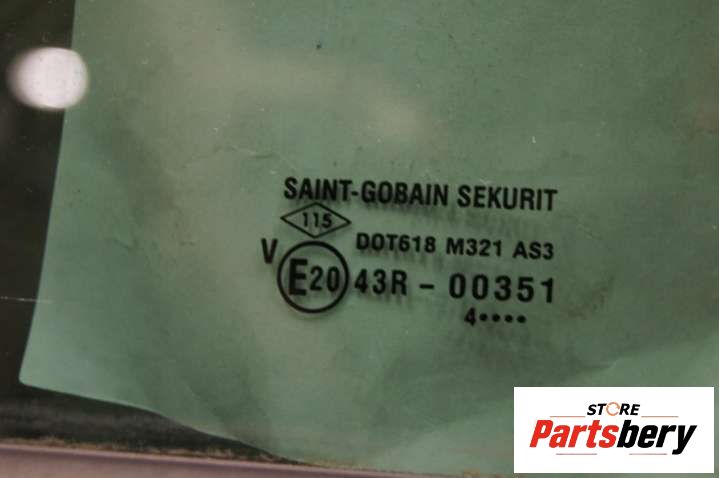 SAINT-GOBAIN SEKURIT
115
DOT618 M321 AS3
V
E20 43R - 00351
4••••
STORE
Partsbery